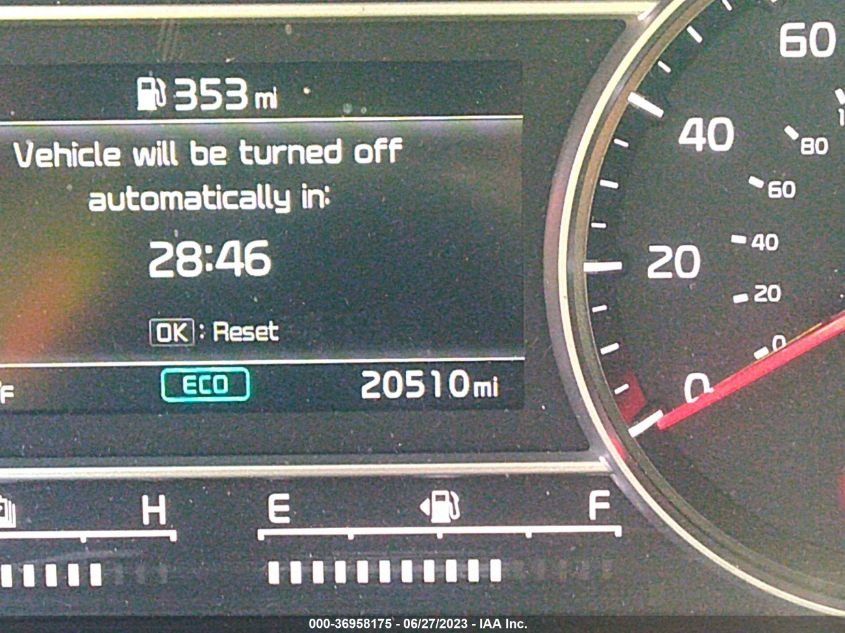 353 mi
Vehicle will be turned off
automatically in:
28:46
OK : Reset
F
ECO
20510 mi
H
E
F
60
40
20
0
80
60
40
20
0
000-36958175 - 06/27/2023 - IAA Inc.